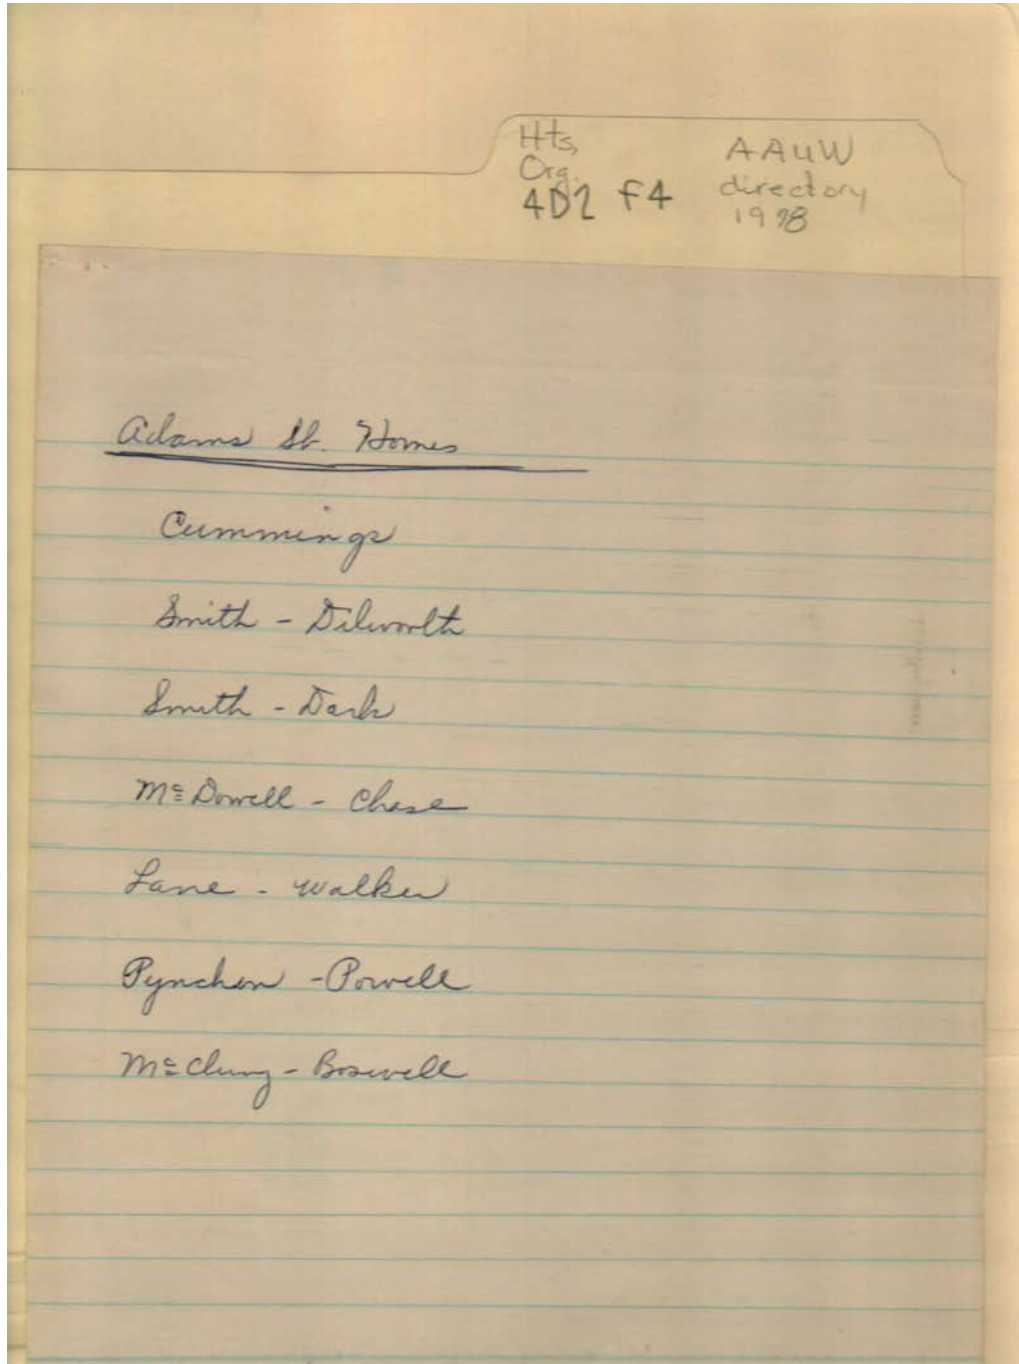 Hts,
Org.
4D2 F4
AAUW
directory
1978
Adams St. Homes
Cummings
Smith - Dilworth
Smith - Dark
McDowell - Chase
Lane - Walker
Pynchon - Powell
McClung - Boswell